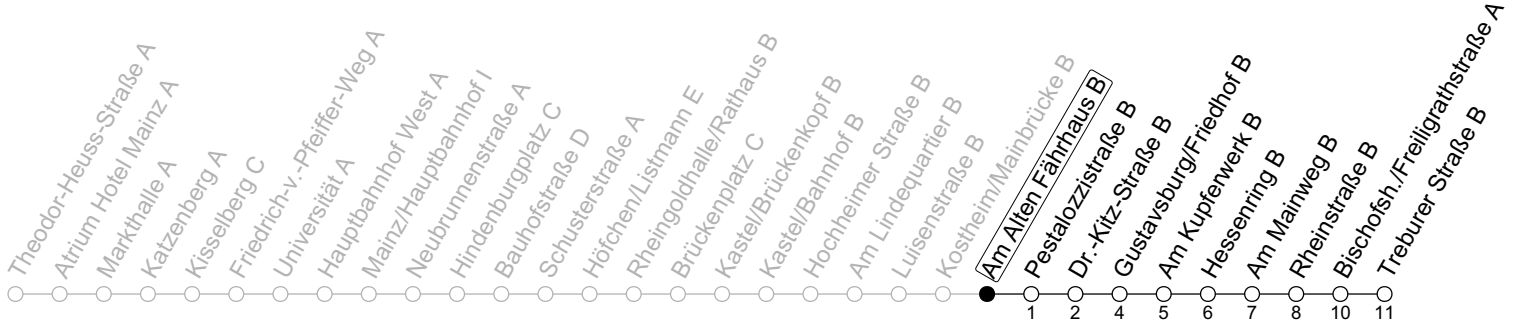 Theodor-Heuss-Straße A
Atrium Hotel Mainz A
Markthalle A
Katzenberg A
Kisselberg C
Friedrich-v.-Pfeiffer-Weg A
Universität A
Hauptbahnhof West A
Mainz/Hauptbahnhof I
Neubrunnenstraße A
Hindenburgplatz C
Bauhofstraße D
Schusterstraße A
Höfchen/Listmann E
Rheingoldhalle/Rathaus B
Brückenplatz C
Kastel/Brückenkopf B
Kastel/Bahnhof B
Hochheimer Straße B
Am Lindequartier B
Luisenstraße B
Kostheim/Mainbrücke B
Am Alten Fährhaus B
Pestalozzistraße B
Dr.-Kitz-Straße B
Gustavsburg/Friedhof B
Am Kupferwerk B
Hessenring B
Am Mainweg B
Rheinstraße B
Bischofsh./Freiligrathstraße A
Treburer Straße B
1 2 4 5 6 7 8 10 11